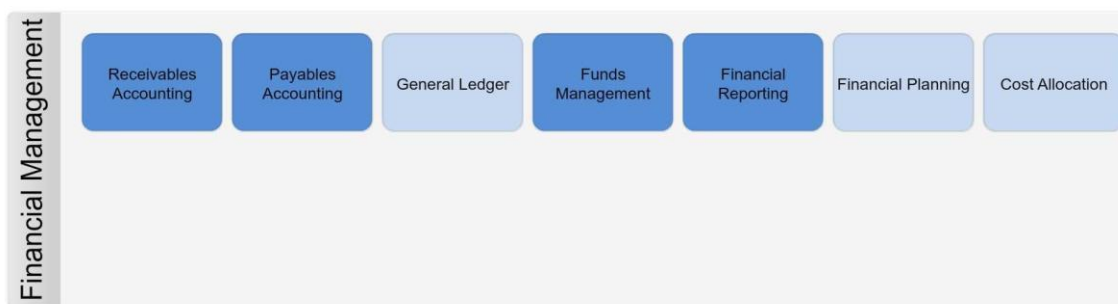 Financial Management
Receivables
Accounting
Payables
Accounting
General Ledger
Funds
Management
Financial
Reporting
Financial Planning
Cost Allocation